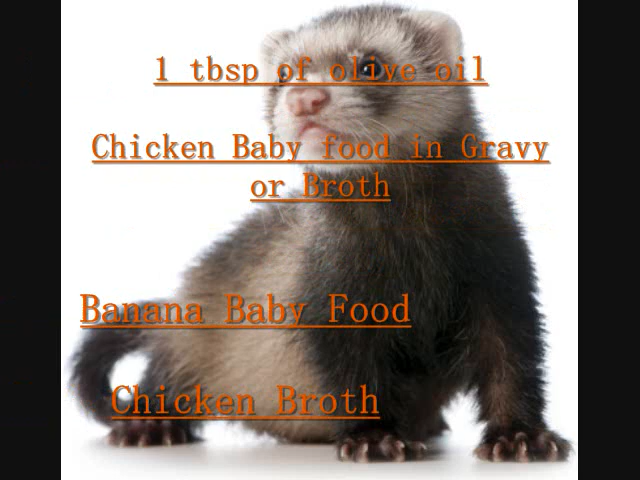 1 tbsp of olive oil
Chicken Baby food in Gravy
or Broth
Banana Baby Food
Chicken Broth